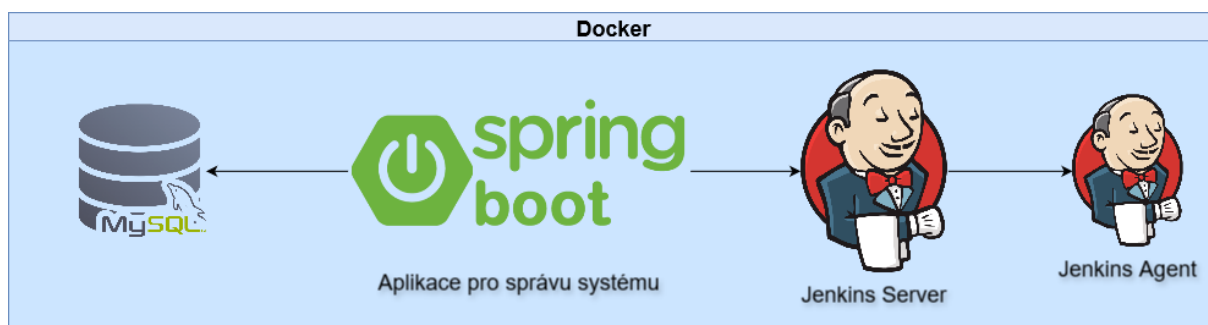 Docker
MySQL
spring
boot
Aplikace pro správu systému
Jenkins Server
Jenkins Agent